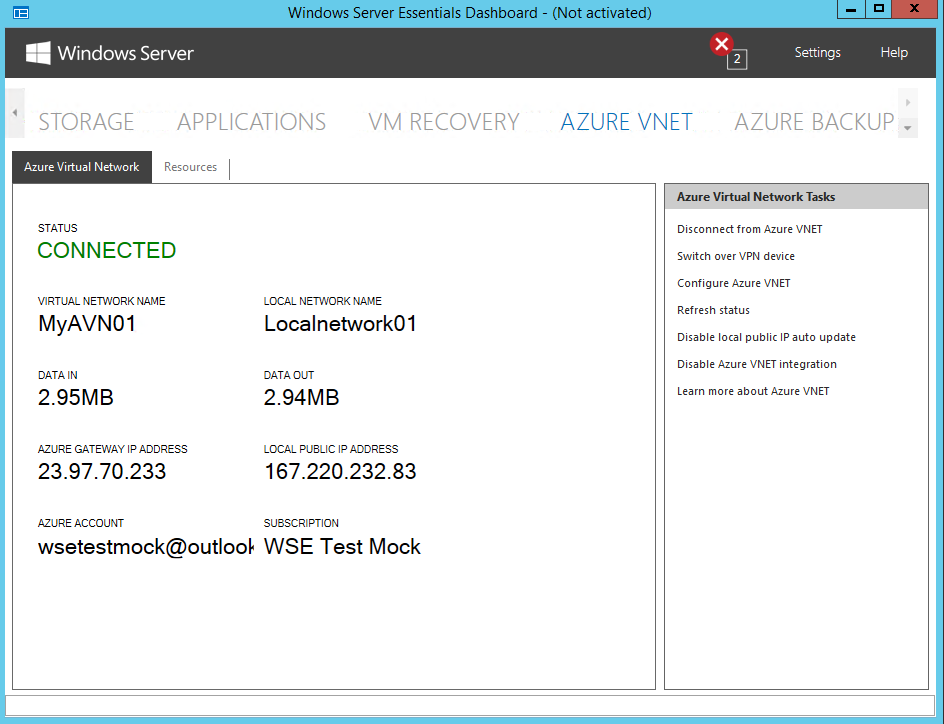 Windows Server Essentials Dashboard - (Not activated)
Windows Server
2
Settings
Help
STORAGE
APPLICATIONS
VM RECOVERY
AZURE VNET
AZURE BACKUP
Azure Virtual Network
Resources
STATUS
CONNECTED
VIRTUAL NETWORK NAME
LOCAL NETWORK NAME
MyAVN01
Localnetwork01
DATA IN
DATA OUT
2.95MB
2.94MB
AZURE GATEWAY IP ADDRESS
LOCAL PUBLIC IP ADDRESS
23.97.70.233
167.220.232.83
AZURE ACCOUNT
SUBSCRIPTION
wsetestmock@outlook
WSE Test Mock
Azure Virtual Network Tasks
Disconnect from Azure VNET
Switch over VPN device
Configure Azure VNET
Refresh status
Disable local public IP auto update
Disable Azure VNET integration
Learn more about Azure VNET